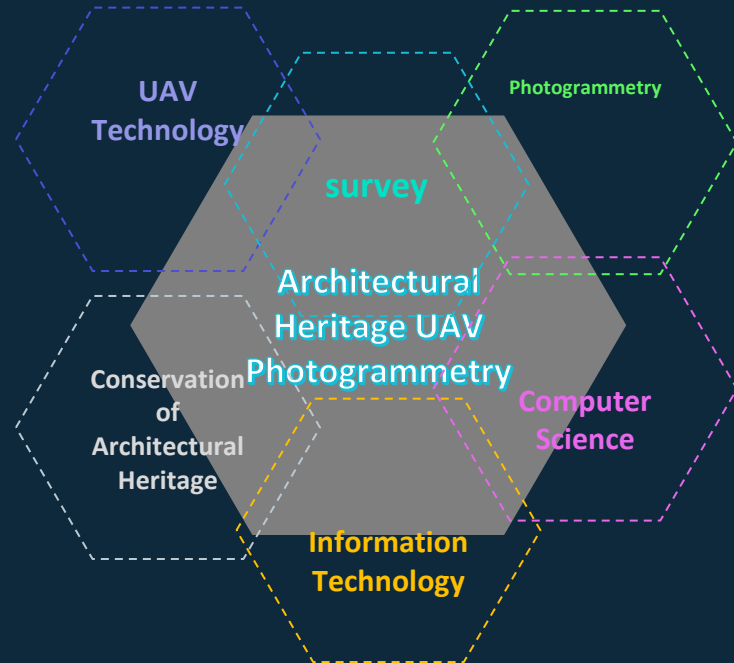 UAV
Technology
Photogrammetry
survey
Architectural
Heritage UAV
Photogrammetry
Conservation
of
Architectural
Heritage
Computer
Science
Information
Technology